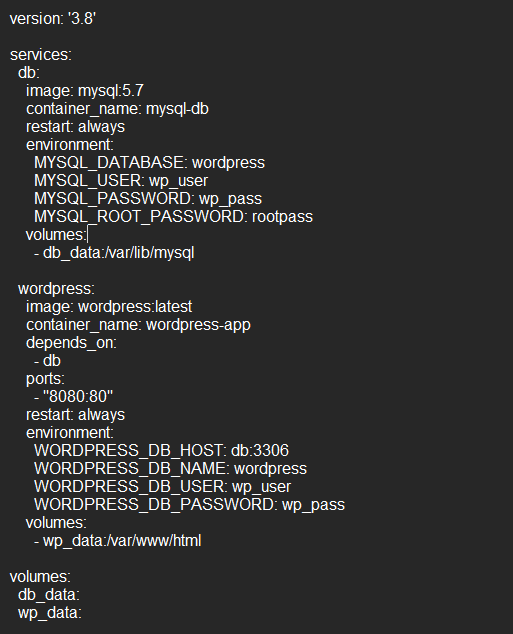 version: '3.8'

services:
  db:
    image: mysql:5.7
    container_name: mysql-db
    restart: always
    environment:
      MYSQL_DATABASE: wordpress
      MYSQL_USER: wp_user
      MYSQL_PASSWORD: wp_pass
      MYSQL_ROOT_PASSWORD: rootpass
    volumes:
      - db_data:/var/lib/mysql

  wordpress:
    image: wordpress:latest
    container_name: wordpress-app
    depends_on:
      - db
    ports:
      - "8080:80"
    restart: always
    environment:
      WORDPRESS_DB_HOST: db:3306
      WORDPRESS_DB_NAME: wordpress
      WORDPRESS_DB_USER: wp_user
      WORDPRESS_DB_PASSWORD: wp_pass
    volumes:
      - wp_data:/var/www/html

volumes:
  db_data:
  wp_data: